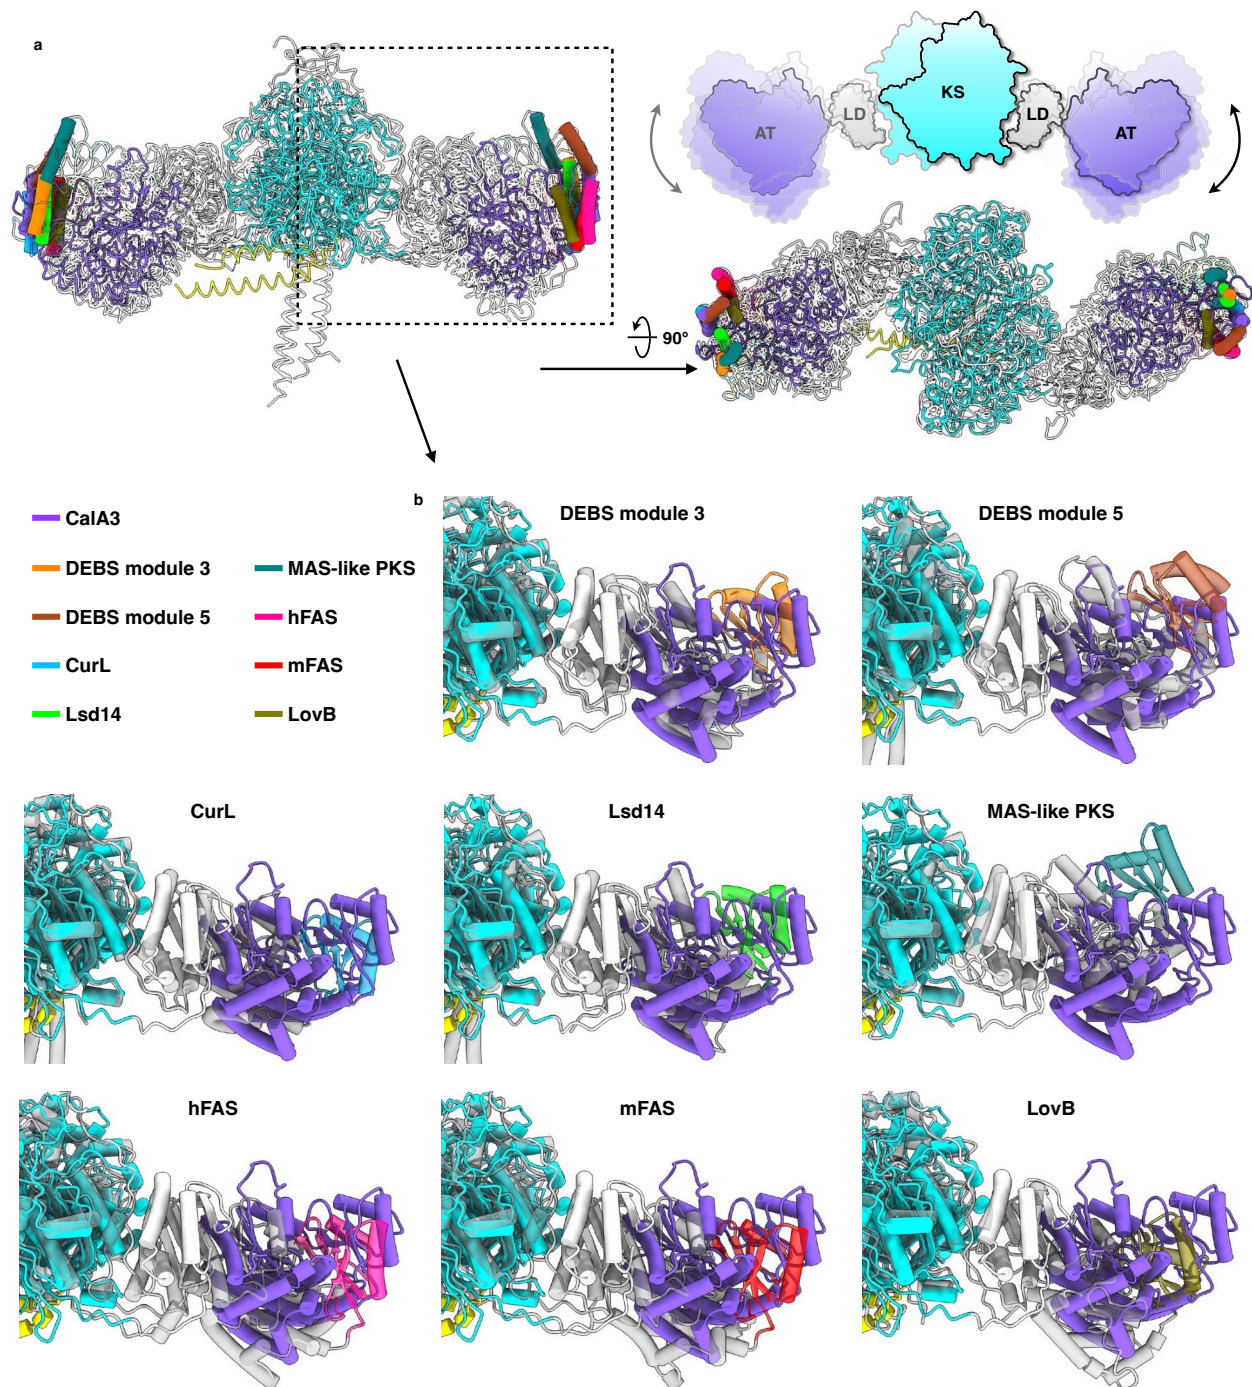 a
KS
AT
LD
LD
AT
90º
CalA3
DEBS module 3
DEBS module 5
CurL
Lsd14
MAS-like PKS
hFAS
mFAS
LovB
b
DEBS module 3
DEBS module 5
CurL
Lsd14
MAS-like PKS
hFAS
mFAS
LovB